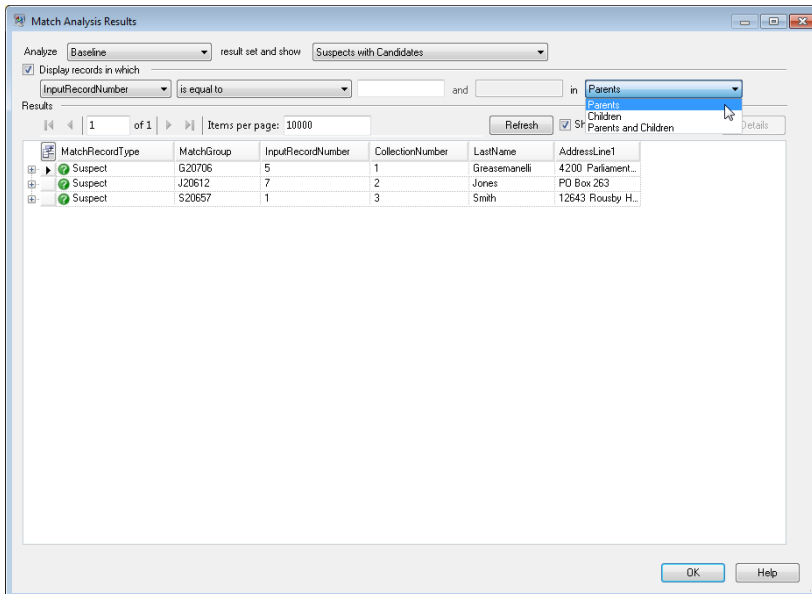 Match Analysis Results
Analyze Baseline result set and show Suspects with Candidates
Display records in which
InputRecordNumber is equal to and in Parents
Parents
Children
Parents and Children
Results
1 of 1 Items per page: 10000 Refresh Details
MatchRecordType MatchGroup InputRecordNumber CollectionNumber LastName AddressLine1
Suspect G20706 5 1 Greasemanelli 4200 Parliament...
Suspect J20612 7 2 Jones PO Box 263
Suspect S20657 1 3 Smith 12643 Rousby H...
OK Help